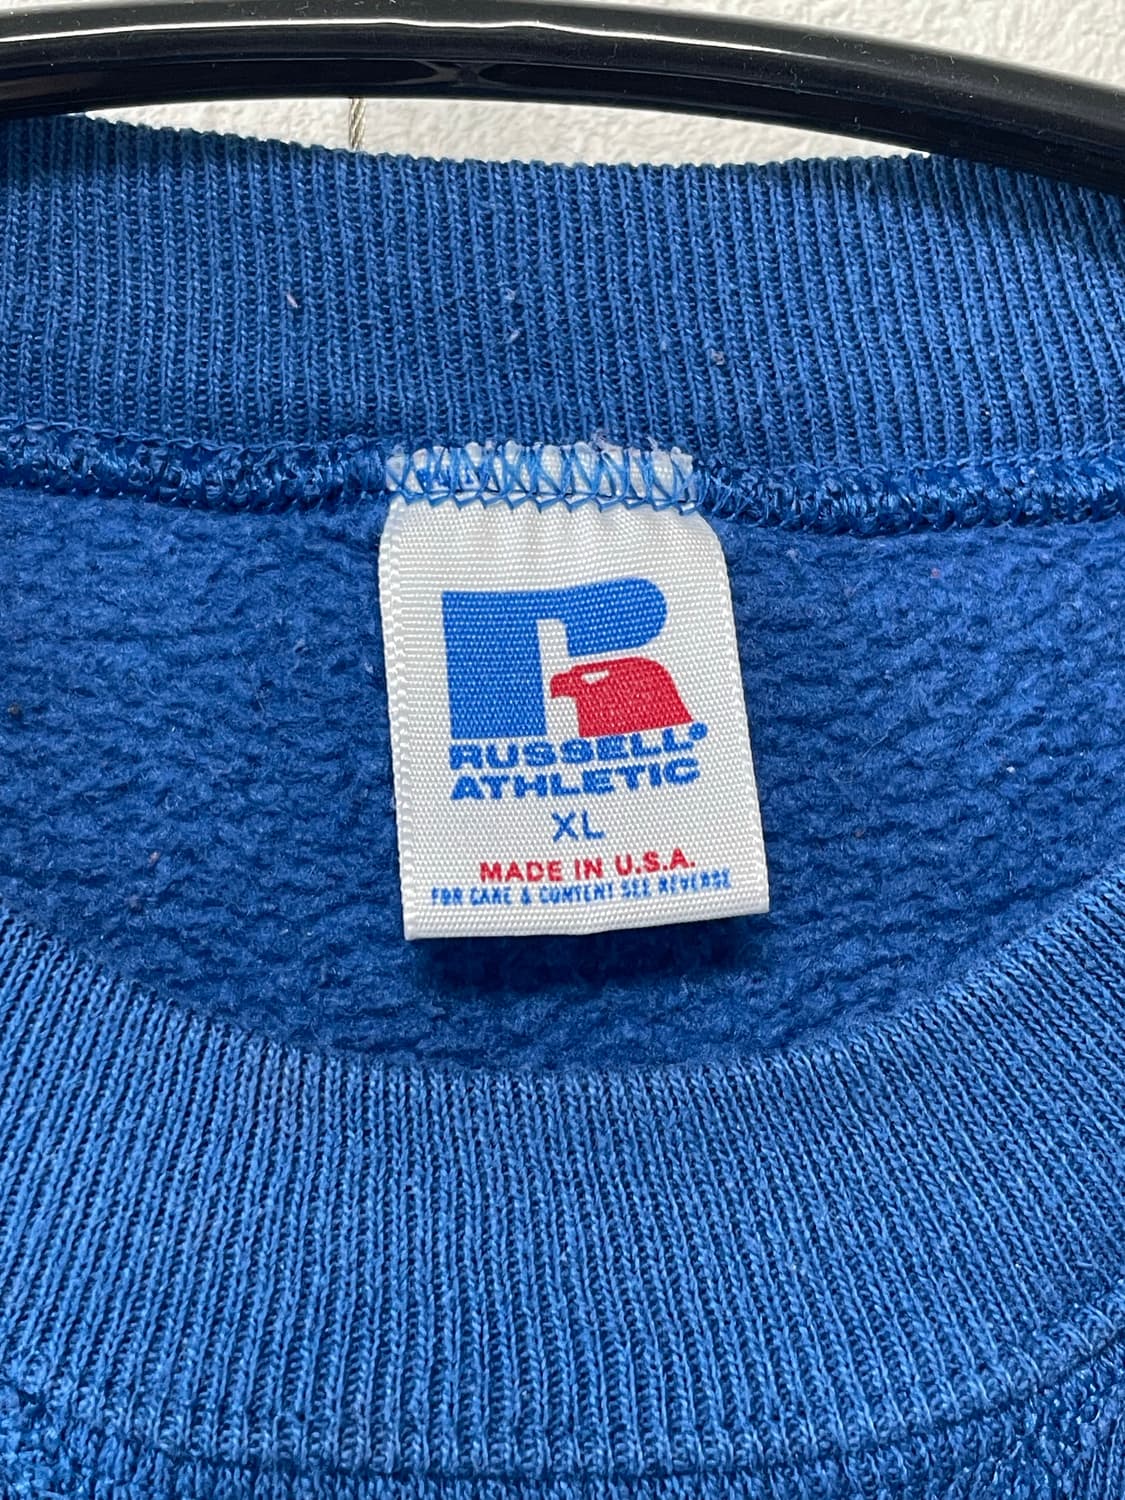 R
RUSSELL®
ATHLETIC
XL
MADE IN U.S.A.
FOR CARE & CONTENT SEE REVERSE